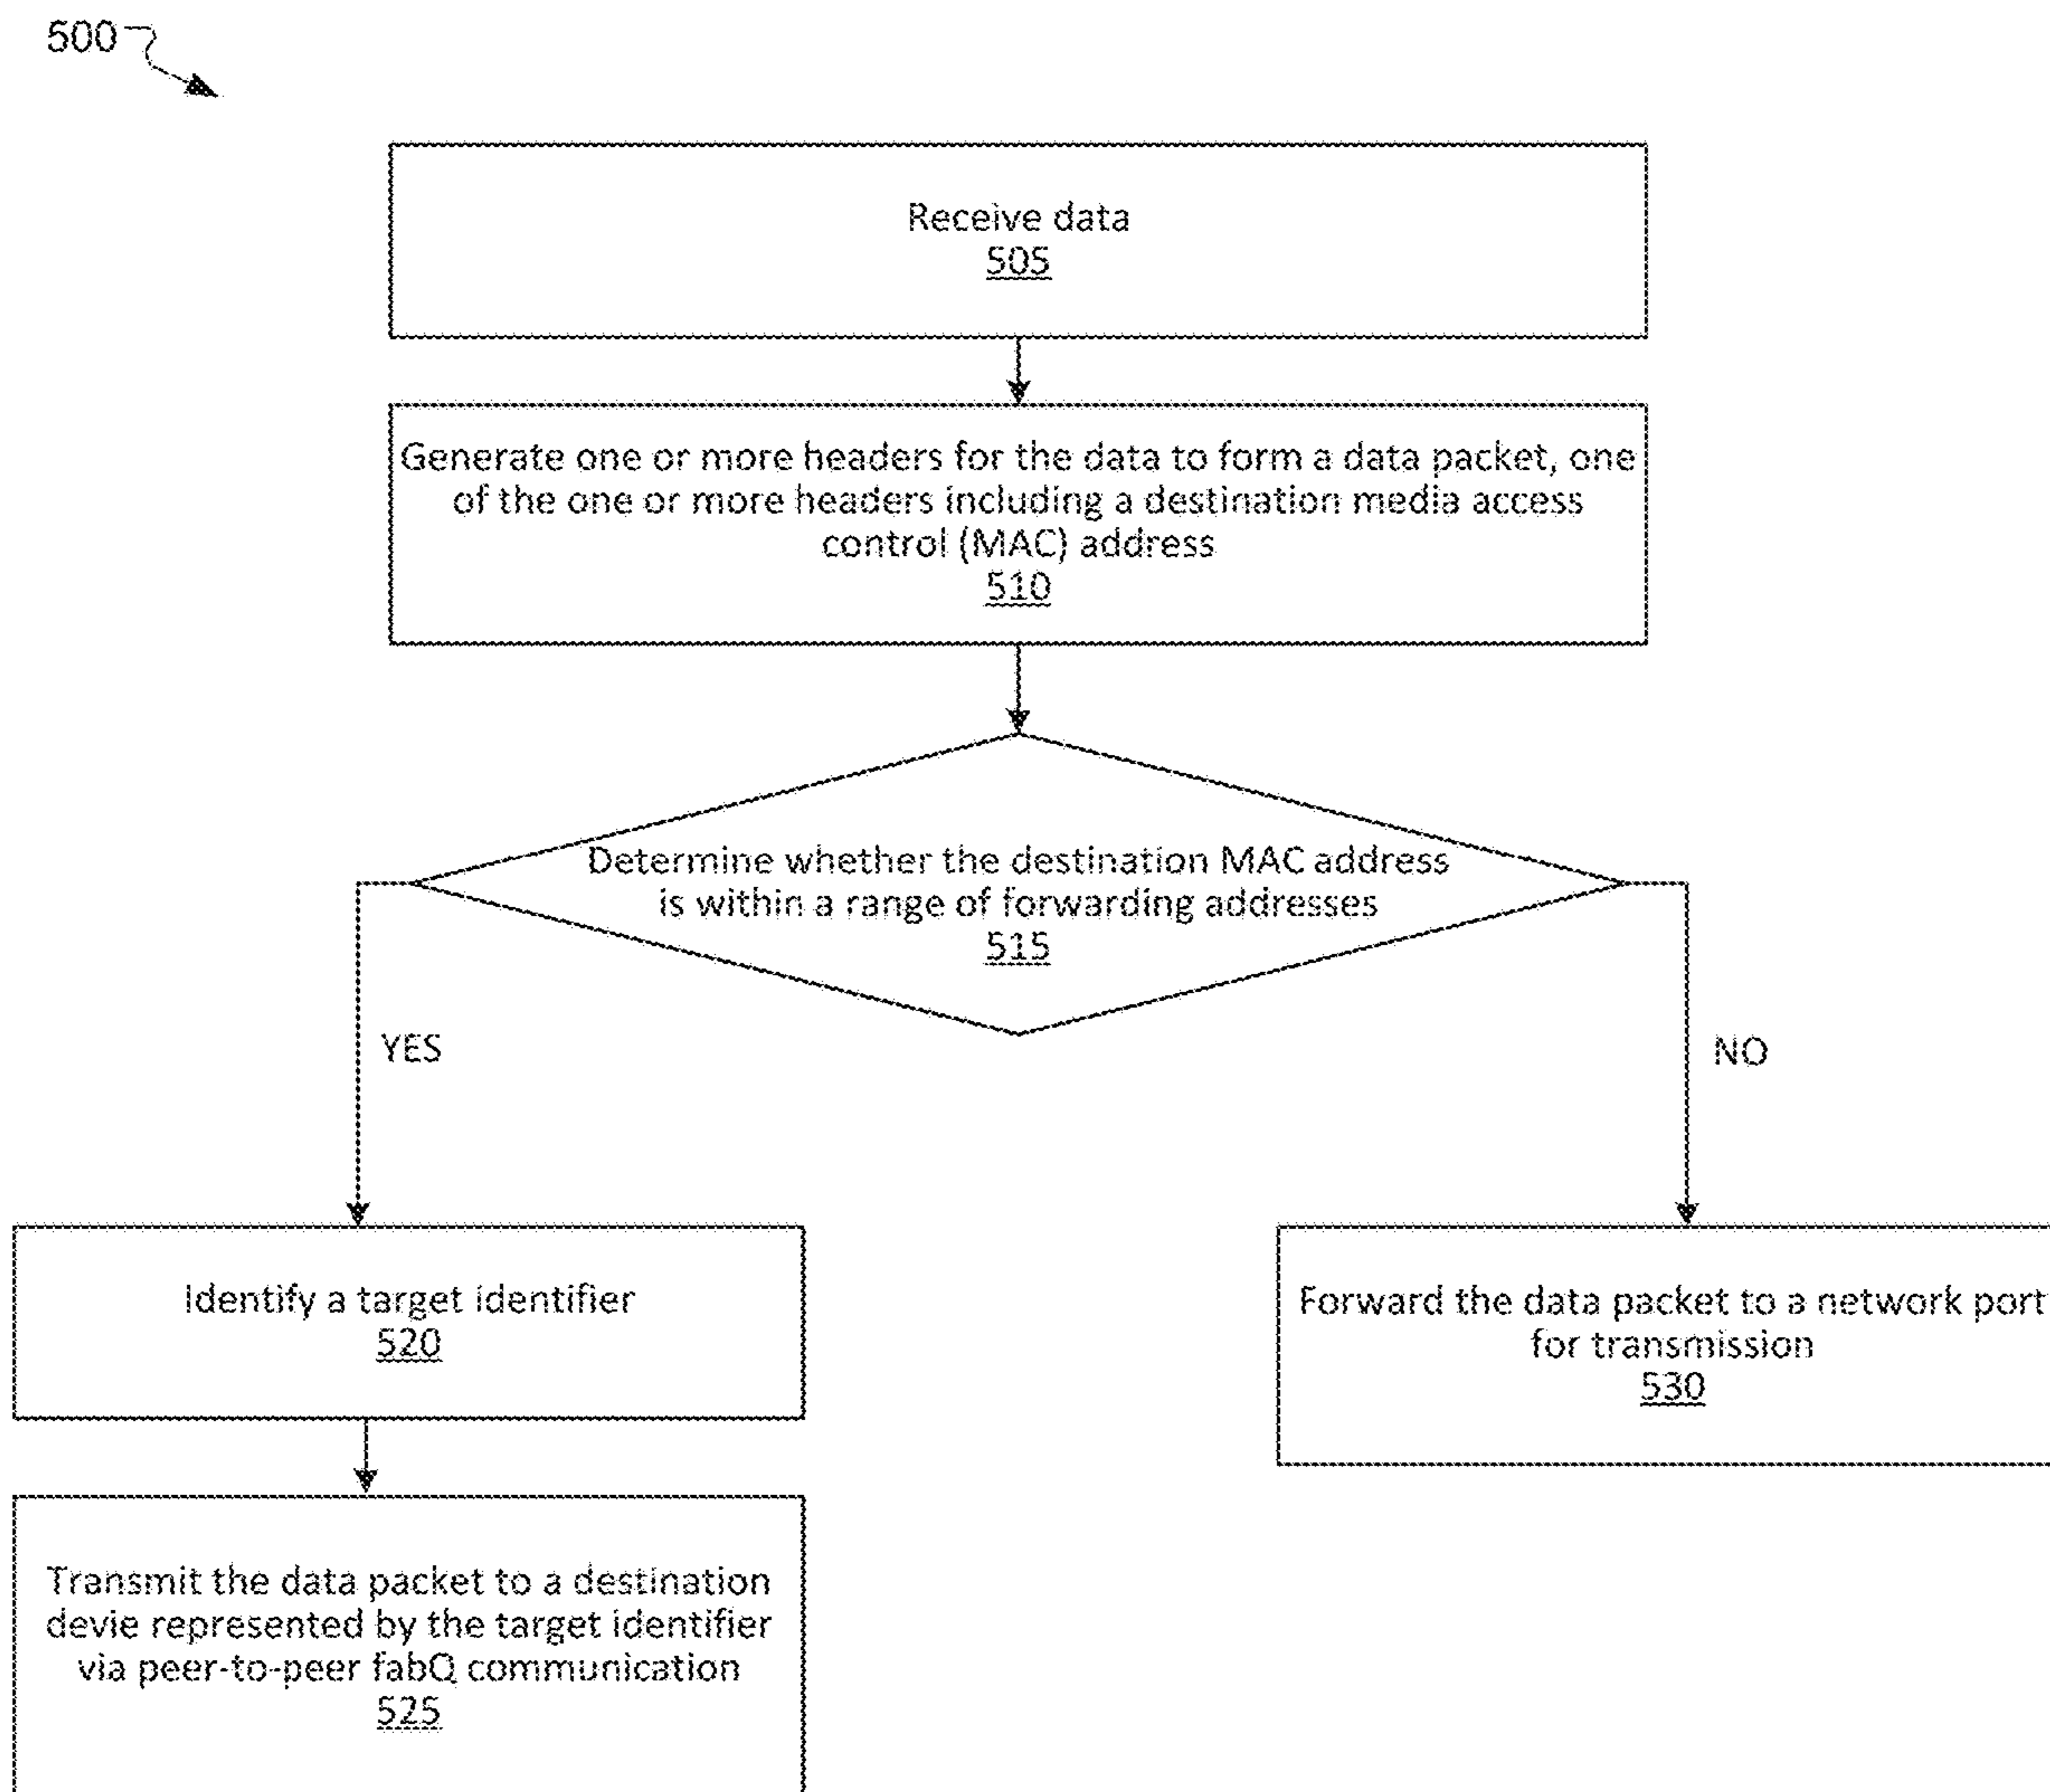 500
Receive data
505
Generate one or more headers for the data to form a data packet, one
of the one or more headers including a destination media access
control (MAC) address
510
Determine whether the destination MAC address
is within a range of forwarding addresses
515
YES
NO
Identify a target identifier
520
Forward the data packet to a network port
for transmission
530
Transmit the data packet to a destination
devie represented by the target identifier
via peer-to-peer fabQ communication
525